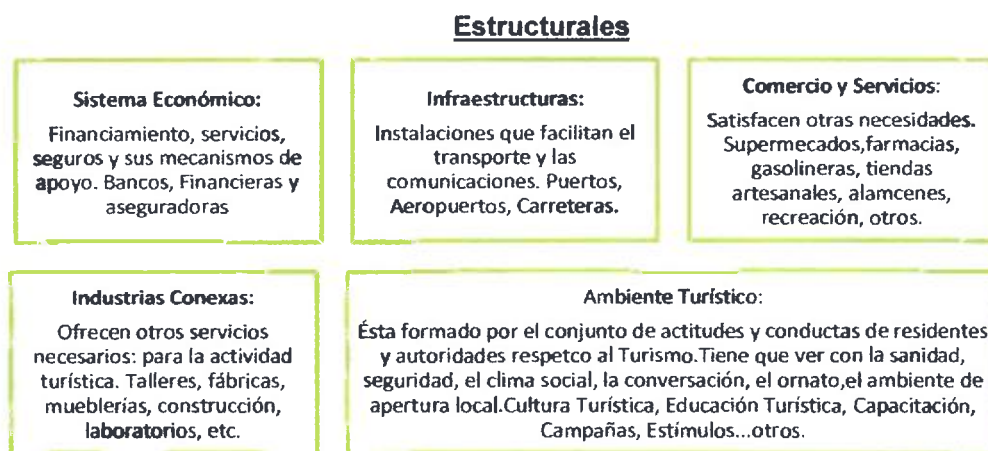 Estructurales
Sistema Económico:
Financiamiento, servicios,
seguros y sus mecanismos de
apoyo. Bancos, Financieras y
aseguradoras
Infraestructuras:
Instalaciones que facilitan el
transporte y las
comunicaciones. Puertos,
Aeropuertos, Carreteras.
Comercio y Servicios:
Satisfacen otras necesidades.
Supermecados,farmacias,
gasolineras, tiendas
artesanales, alamcenes,
recreación, otros.
Industrias Conexas:
Ofrecen otros servicios
necesarios: para la actividad
turística. Talleres, fábricas,
mueblerías, construcción,
laboratorios, etc.
Ambiente Turístico:
Ésta formado por el conjunto de actitudes y conductas de residentes
y autoridades respetco al Turismo.Tiene que ver con la sanidad,
seguridad, el clima social, la conversación, el ornato,el ambiente de
apertura local.Cultura Turística, Educación Turística, Capacitación,
Campañas, Estímulos...otros.